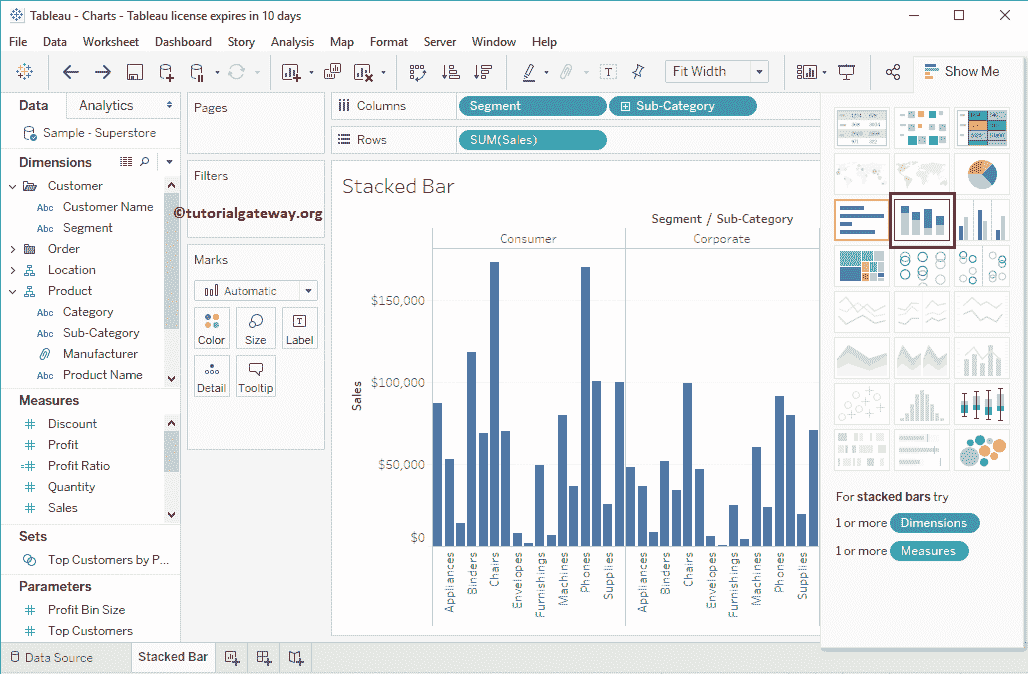 Tableau - Charts - Tableau license expires in 10 days
File Data Worksheet Dashboard Story Analysis Map Format Server Window Help
Fit Width
Show Me
Data Analytics
Sample - Superstore
Dimensions
Customer
Abc Customer Name
Abc Segment
Order
Location
Product
Abc Category
Abc Sub-Category
Manufacturer
Abc Product Name
Measures
# Discount
# Profit
=# Profit Ratio
# Quantity
# Sales
Sets
Top Customers by P...
Parameters
# Profit Bin Size
# Top Customers
Pages
Filters
©tutorialgateway.org
Marks
Automatic
Color Size Label
Detail Tooltip
Columns Segment Sub-Category
Rows SUM(Sales)
Stacked Bar
Segment / Sub-Category
Consumer Corporate
Sales
$150,000
$100,000
$50,000
$0
Appliances Binders Chairs Envelopes Furnishings Machines Phones Supplies Appliances Binders Chairs Envelopes Furnishings Machines Phones Supplies
For stacked bars try
1 or more Dimensions
1 or more Measures
Data Source Stacked Bar